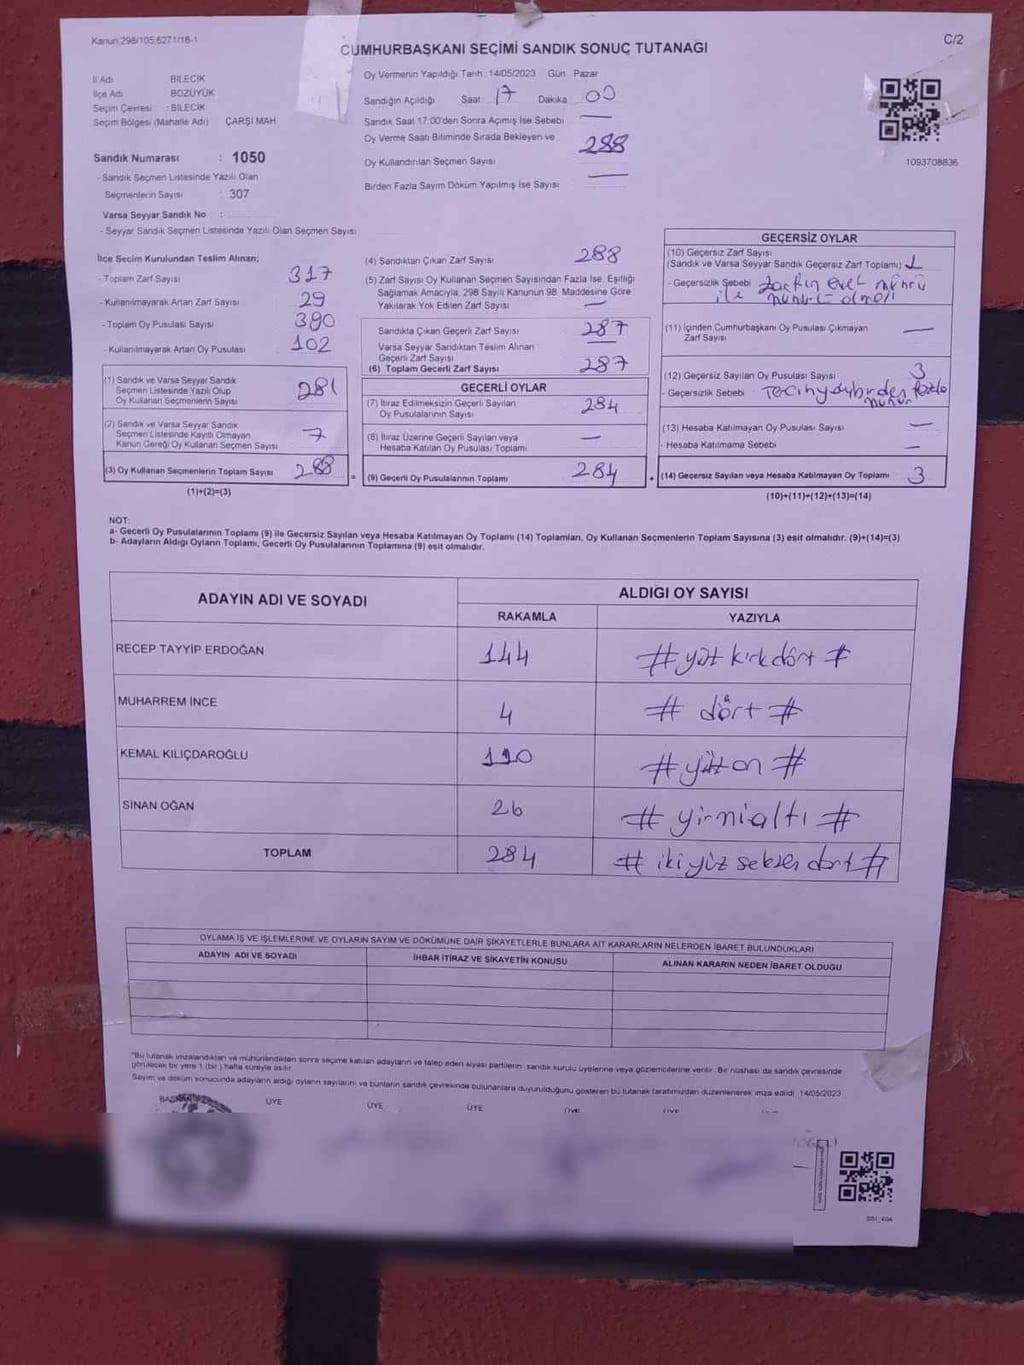 Kanun:298/105;6271/16-1
CUMHURBAŞKANI SEÇİMİ SANDIK SONUÇ TUTANAĞI
C/2
İl Adı BİLECİK
İlçe Adı BOZÜYÜK
Seçim Çevresi : BİLECİK
Seçim Bölgesi (Mahalle Adı) ÇARŞI MAH.
Sandık Numarası : 1050
- Sandık Seçmen Listesinde Yazılı Olan
Seçmenlerin Sayısı : 307
Varsa Seyyar Sandık No :
- Seyyar Sandık Seçmen Listesinde Yazılı Olan Seçmen Sayısı
Oy Vermenin Yapıldığı Tarih 14/05/2023 Gün Pazar
Sandığın Açıldığı Saat 17 Dakika 00
Sandık Saat 17:00'den Sonra Açımış İse Sebebi —
Oy Verme Saati Bitiminde Sırada Bekleyen ve
Oy Kullandırılan Seçmen Sayısı 288
Birden Fazla Sayım Döküm Yapılmış İse Sayısı —
1093708836
İlçe Seçim Kurulundan Teslim Alınan;
- Toplam Zarf Sayısı 317
- Kullanılmayarak Artan Zarf Sayısı 29
- Toplam Oy Pusulası Sayısı 390
- Kullanılmayarak Artan Oy Pusulası 102
(1) Sandık ve Varsa Seyyar Sandık
Seçmen Listesinde Yazılı Olup
Oy Kullanan Seçmenlerin Sayısı 281
(2) Sandık ve Varsa Seyyar Sandık
Seçmen Listesinde Kayıtlı Olmayan
Kanun Gereği Oy Kullanan Seçmen Sayısı 7
(3) Oy Kullanan Seçmenlerin Toplam Sayısı 288
(1)+(2)=(3)
(4) Sandıktan Çıkan Zarf Sayısı 288
(5) Zarf Sayısı Oy Kullanan Seçmen Sayısından Fazla İse, Eşitliği
Sağlamak Amacıyla, 298 Sayılı Kanunun 98. Maddesine Göre
Yakılarak Yok Edilen Zarf Sayısı —
Sandıkta Çıkan Geçerli Zarf Sayısı 287
Varsa Seyyar Sandıktan Teslim Alınan
Geçerli Zarf Sayısı —
(6) Toplam Geçerli Zarf Sayısı 287
GEÇERLİ OYLAR
(7) İtiraz Edilmeksizin Geçerli Sayılan
Oy Pusulalarının Sayısı 284
(8) İtiraz Üzerine Geçerli Sayılan veya
Hesaba Katılan Oy Pusulaları Toplamı —
= (9) Geçerli Oy Pusulalarının Toplamı 284
GEÇERSİZ OYLAR
(10) Geçersiz Zarf Sayısı
(Sandık ve Varsa Seyyar Sandık Geçersiz Zarf Toplamı) 1
- Geçersizlik Sebebi Zarfın evet mührü
ile mühürlü olması
(11) İçinden Cumhurbaşkanı Oy Pusulası Çıkmayan
Zarf Sayısı —
(12) Geçersiz Sayılan Oy Pusulası Sayısı 3
- Geçersizlik Sebebi birden fazla
mühür
(13) Hesaba Katılmayan Oy Pusulası Sayısı —
- Hesaba Katılmama Sebebi —
+ (14) Geçersiz Sayılan veya Hesaba Katılmayan Oy Toplamı 3
(10)+(11)+(12)+(13)=(14)
NOT:
a- Geçerli Oy Pusulalarının Toplamı (9) ile Geçersiz Sayılan veya Hesaba Katılmayan Oy Toplamı (14) Toplamları, Oy Kullanan Seçmenlerin Toplam Sayısına (3) eşit olmalıdır. (9)+(14)=(3)
b- Adayların Aldığı Oyların Toplamı, Geçerli Oy Pusulalarının Toplamına (9) eşit olmalıdır.
ADAYIN ADI VE SOYADI
ALDIĞI OY SAYISI
RAKAMLA YAZIYLA
RECEP TAYYİP ERDOĞAN 144 # yüz kırk dört #
MUHARREM İNCE 4 # dört #
KEMAL KILIÇDAROĞLU 110 # yüz on #
SİNAN OĞAN 26 # yirmialtı #
TOPLAM 284 # iki yüz seksen dört #
OYLAMA İŞ VE İŞLEMLERİNE VE OYLARIN SAYIM VE DÖKÜMÜNE DAİR ŞİKAYETLERLE BUNLARA AİT KARARLARIN NELERDEN İBARET BULUNDUKLARI
ADAYIN ADI VE SOYADI İHBAR İTİRAZ VE ŞİKAYETİN KONUSU ALINAN KARARIN NEDEN İBARET OLDUĞU
"Bu tutanak imzalandıktan ve mühürlendikten sonra seçime katılan adayların ve talep eden siyasi partilerin sandık kurulu üyelerine veya gözlemcilerine verilir. Bir nüshası da sandık çevresinde
görülecek bir yere 1 (bir) hafta süreyle asılır.
Sayım ve döküm sonucunda adayların aldığı oyların sayılarını ve bunların sandık çevresinde bulunanlara duyurulduğunu gösteren bu tutanak tarafımızdan düzenlenerek imza edildi. 14/05/2023
BAŞKAN ÜYE ÜYE ÜYE ÜYE ÜYE